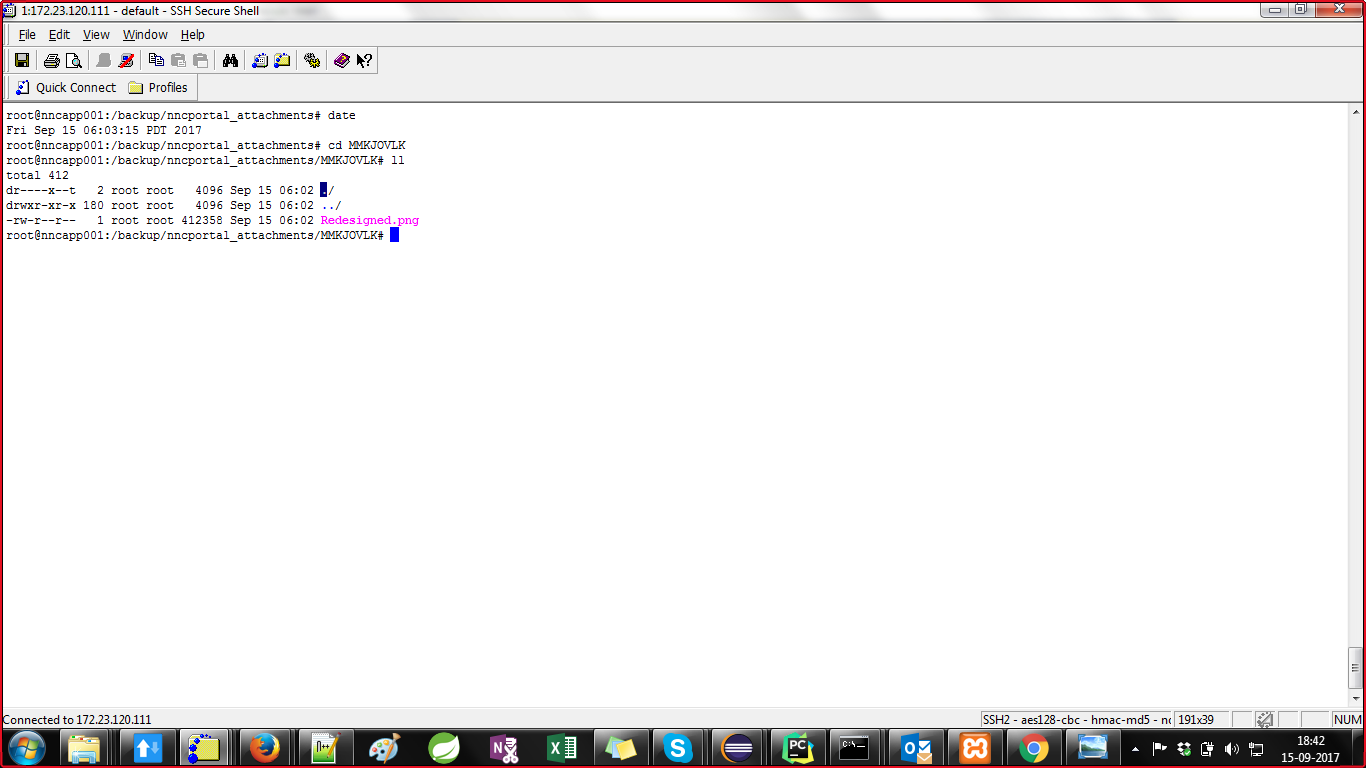 1:172.23.120.111 - default - SSH Secure Shell
File Edit View Window Help
Quick Connect Profiles
root@nncapp001:/backup/nncportal_attachments# date
Fri Sep 15 06:03:15 PDT 2017
root@nncapp001:/backup/nncportal_attachments# cd MMKJOVLK
root@nncapp001:/backup/nncportal_attachments/MMKJOVLK# ll
total 412
dr----x--t 2 root root 4096 Sep 15 06:02 ./
drwxr-xr-x 180 root root 4096 Sep 15 06:02 ../
-rw-r--r-- 1 root root 412358 Sep 15 06:02 Redesigned.png
root@nncapp001:/backup/nncportal_attachments/MMKJOVLK#
Connected to 172.23.120.111
SSH2 - aes128-cbc - hmac-md5 - nc 191x39 NUM
18:42
15-09-2017